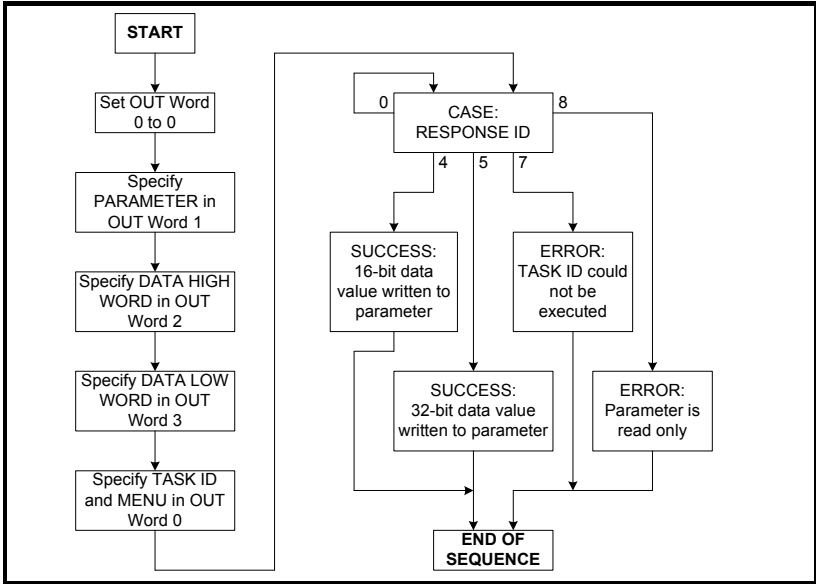 START
Set OUT Word
0 to 0
Specify
PARAMETER in
OUT Word 1
Specify DATA HIGH
WORD in OUT
Word 2
Specify DATA LOW
WORD in OUT
Word 3
Specify TASK ID
and MENU in OUT
Word 0
0
CASE:
RESPONSE ID
8
4
5
7
SUCCESS:
16-bit data
value written to
parameter
ERROR:
TASK ID could
not be
executed
SUCCESS:
32-bit data value
written to parameter
ERROR:
Parameter is
read only
END OF
SEQUENCE